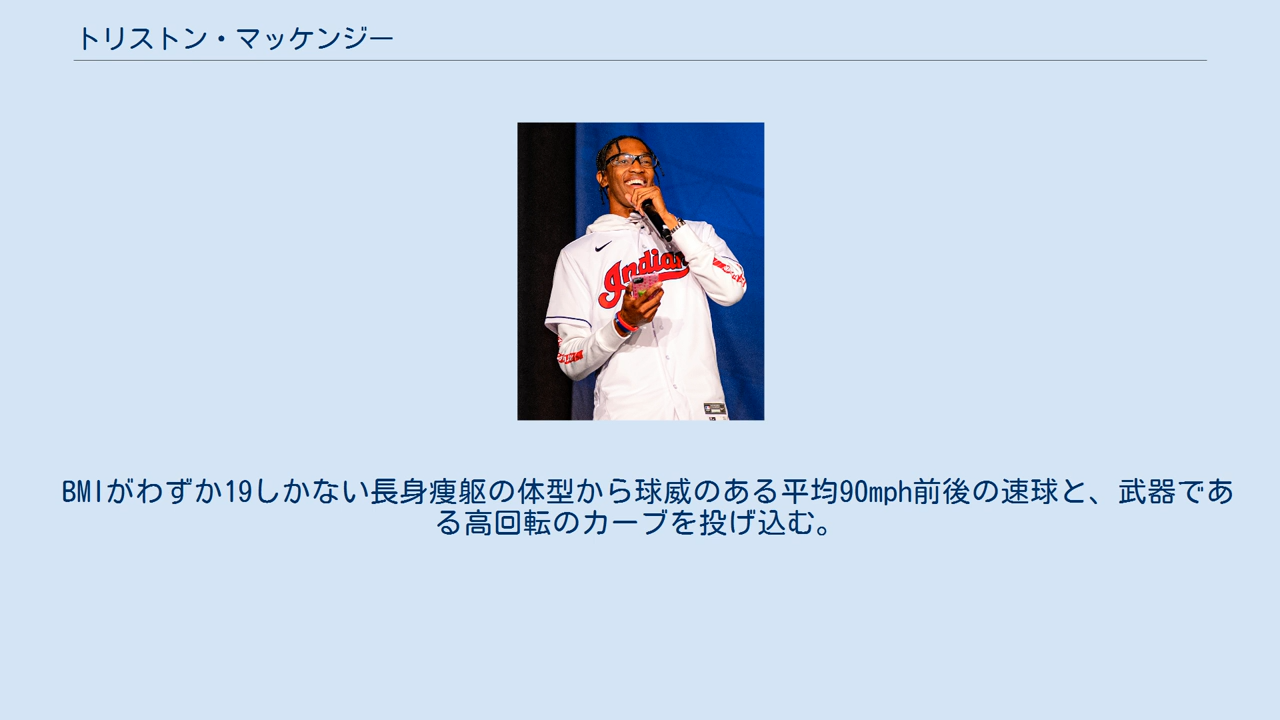 トリストン・マッケンジー
Indians
BMIがわずか19しかない長身痩躯の体型から球威のある平均90mph前後の速球と、武器であ
る高回転のカーブを投げ込む。